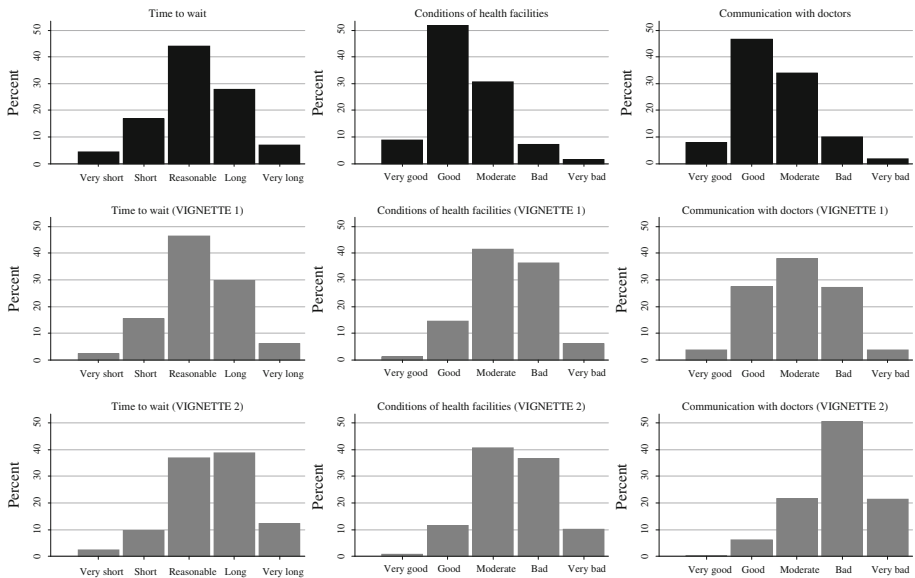 Time to wait
Conditions of health facilities
Communication with doctors
Percent
50
40
30
20
10
0
Very short Short Reasonable Long Very long
Percent
50
40
30
20
10
0
Very good Good Moderate Bad Very bad
Percent
50
40
30
20
10
0
Very good Good Moderate Bad Very bad
Time to wait (VIGNETTE 1)
Conditions of health facilities (VIGNETTE 1)
Communication with doctors (VIGNETTE 1)
Percent
50
40
30
20
10
0
Very short Short Reasonable Long Very long
Percent
50
40
30
20
10
0
Very good Good Moderate Bad Very bad
Percent
50
40
30
20
10
0
Very good Good Moderate Bad Very bad
Time to wait (VIGNETTE 2)
Conditions of health facilities (VIGNETTE 2)
Communication with doctors (VIGNETTE 2)
Percent
50
40
30
20
10
0
Very short Short Reasonable Long Very long
Percent
50
40
30
20
10
0
Very good Good Moderate Bad Very bad
Percent
50
40
30
20
10
0
Very good Good Moderate Bad Very bad